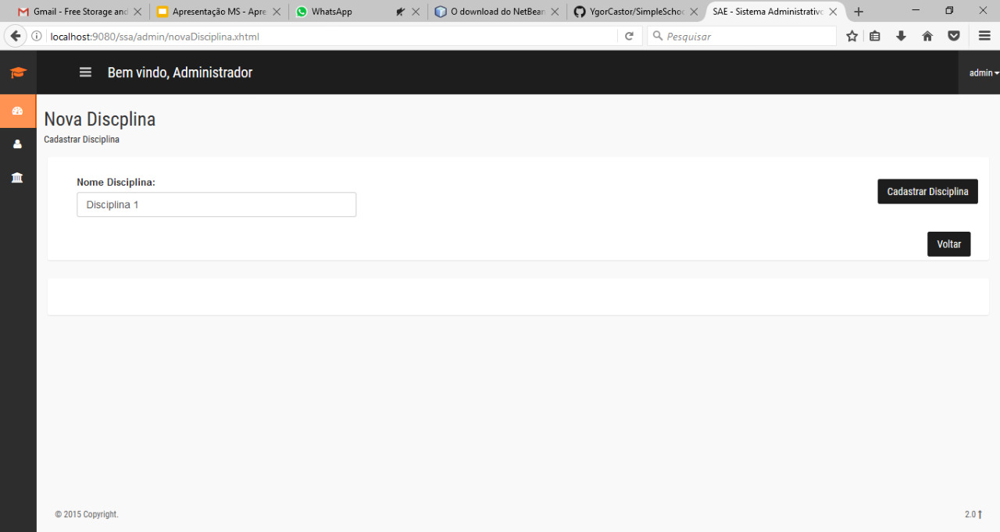 Gmail - Free Storage and
Apresentação MS - Apre
WhatsApp
O download do NetBean
YgorCastor/SimpleSchoo
SAE - Sistema Administrativo
localhost:9080/ssa/admin/novaDisciplina.xhtml
Pesquisar
Bem vindo, Administrador
admin
Nova Discplina
Cadastrar Disciplina
Nome Disciplina:
Disciplina 1
Cadastrar Disciplina
Voltar
© 2015 Copyright.
2.0